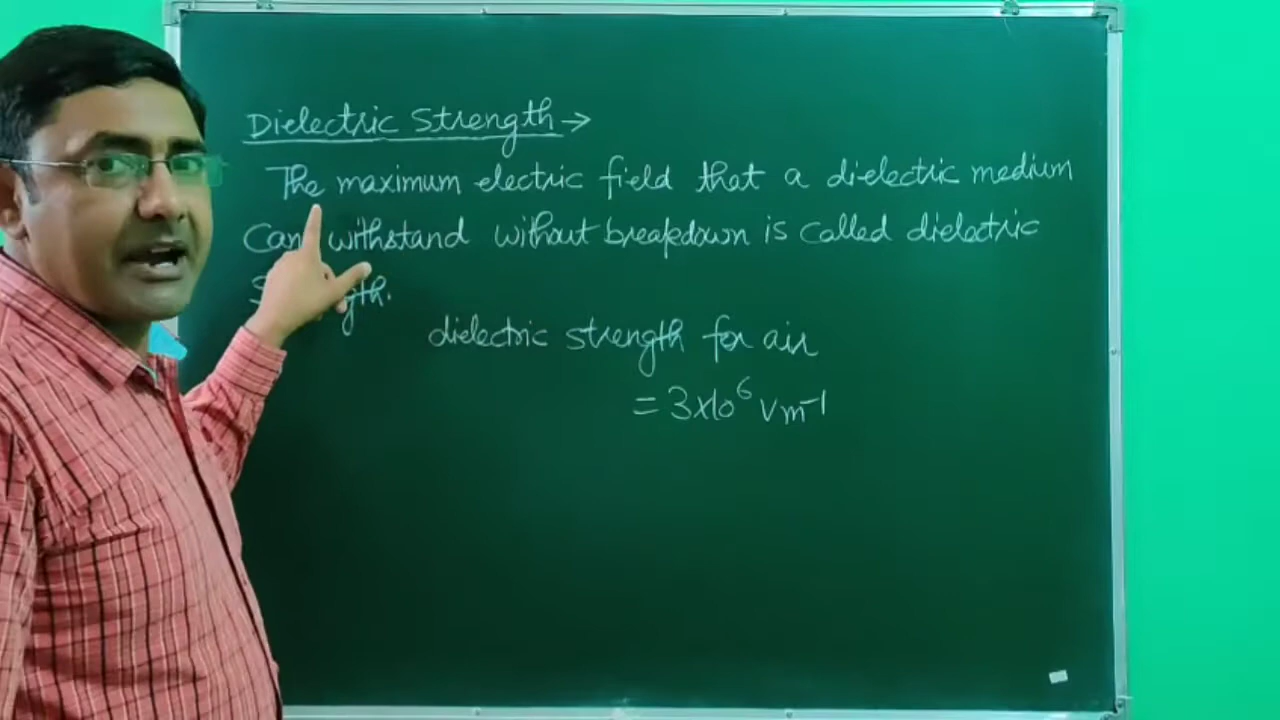 Dielectric Strength →
The maximum electric field that a dielectric medium
Can withstand without breakdown is called dielectric
dielectric strength for air
= 3x10⁶ Vm⁻¹